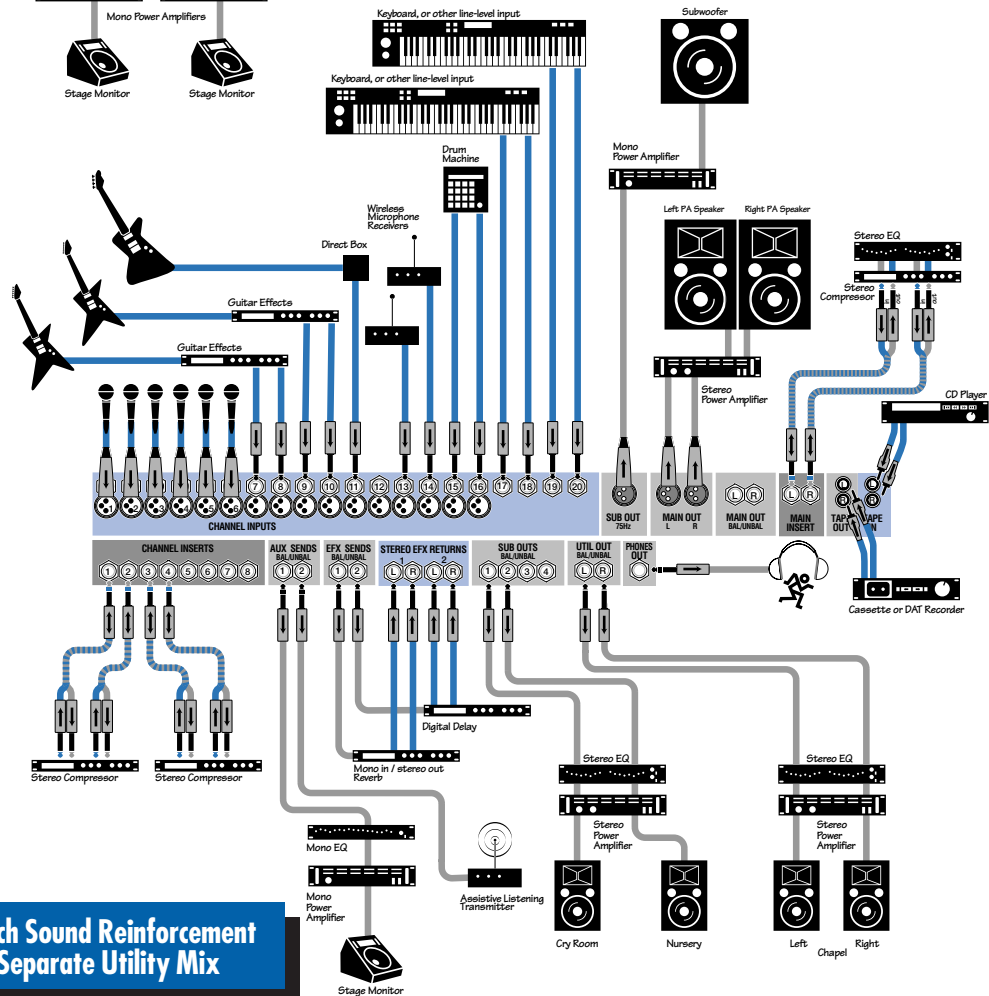 Mono Power Amplifiers
Stage Monitor
Stage Monitor
Keyboard, or other line-level input
Keyboard, or other line-level input
Subwoofer
Drum
Machine
Mono
Power Amplifier
Wireless
Microphone
Receivers
Left PA Speaker
Right PA Speaker
Direct Box
Stereo EQ
Stereo
Compressor
in
out
in
out
Guitar Effects
Guitar Effects
Stereo
Power Amplifier
CD Player
7 8 9 10 11 12 13 14 15 16 17 18 19 20
1 2 3 4 5 6
CHANNEL INPUTS
SUB OUT
75Hz
MAIN OUT
L R
L R
MAIN OUT
BAL/UNBAL
L R
MAIN
INSERT
L
R
TAPE
OUT
L
R
TAPE
IN
CHANNEL INSERTS
1 2 3 4 5 6 7 8
AUX SENDS
BAL/UNBAL
1 2
EFX SENDS
BAL/UNBAL
1 2
STEREO EFX RETURNS
1 2
L R L R
SUB OUTS
BAL/UNBAL
1 2 3 4
UTIL OUT
BAL/UNBAL
L R
PHONES
OUT
Cassette or DAT Recorder
Digital Delay
Mono in / stereo out
Reverb
Stereo Compressor
Stereo Compressor
Stereo EQ
Stereo EQ
Stereo
Power
Amplifier
Stereo
Power
Amplifier
Mono EQ
Mono
Power
Amplifier
Assistive Listening
Transmitter
Stage Monitor
Cry Room
Nursery
Left
Right
Chapel
ch Sound Reinforcement
Separate Utility Mix